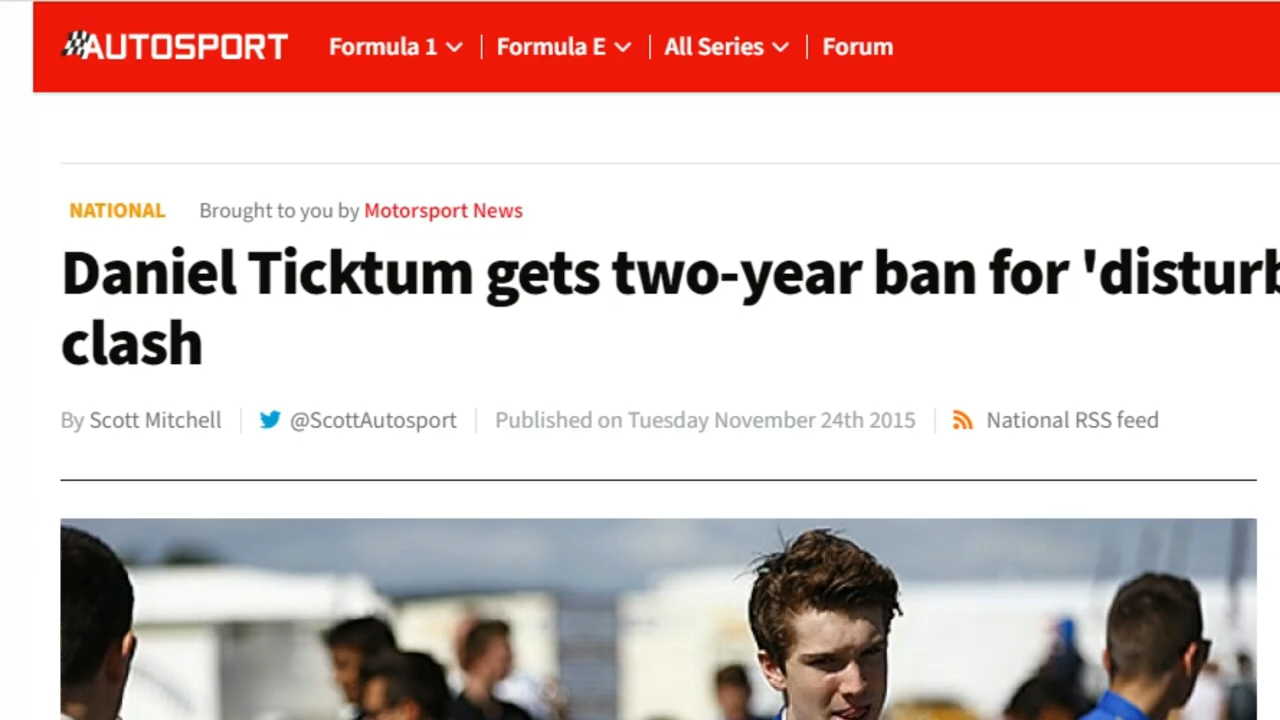 AUTOSPORT Formula 1 Formula E All Series Forum
NATIONAL Brought to you by Motorsport News
Daniel Ticktum gets two-year ban for 'disturb
clash
By Scott Mitchell @ScottAutosport Published on Tuesday November 24th 2015 National RSS feed